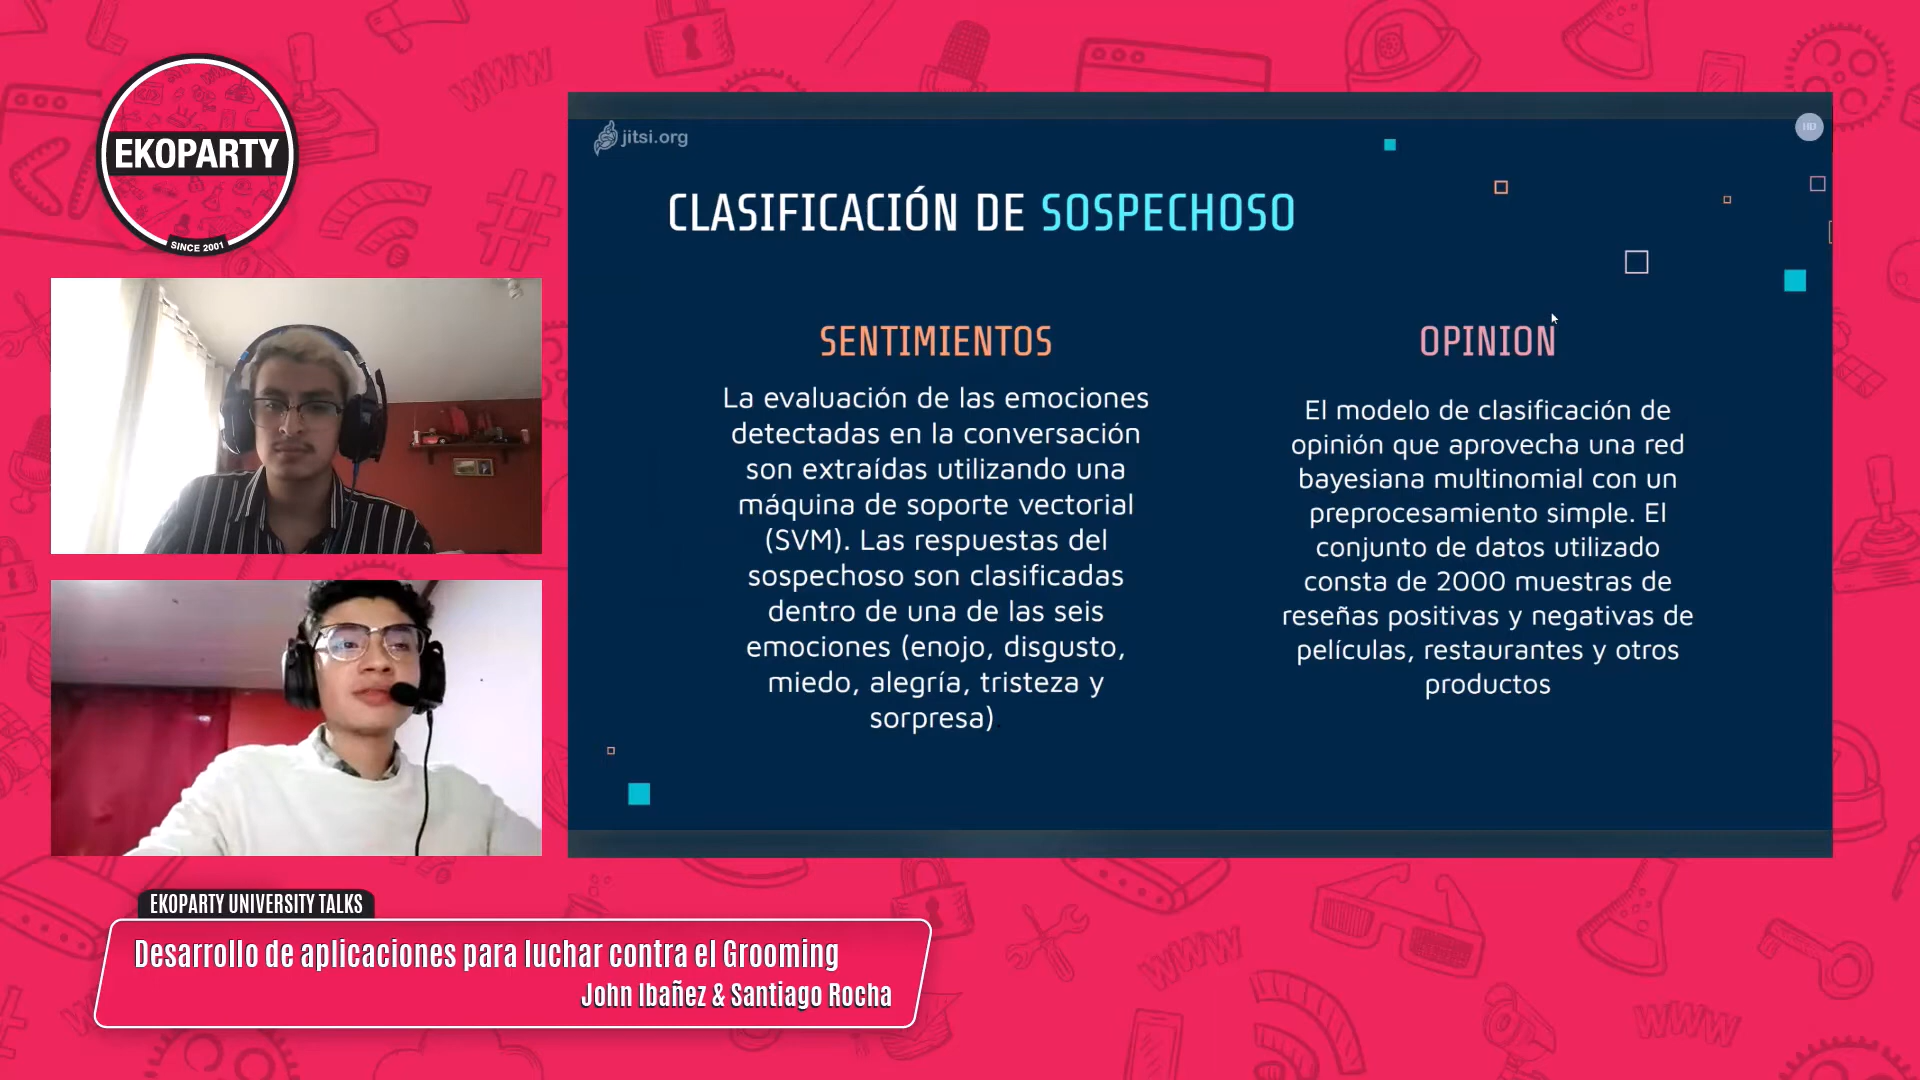 EKOPARTY
SINCE 2001
jitsi.org
HD
CLASIFICACIÓN DE SOSPECHOSO
SENTIMIENTOS
La evaluación de las emociones
detectadas en la conversación
son extraídas utilizando una
máquina de soporte vectorial
(SVM). Las respuestas del
sospechoso son clasificadas
dentro de una de las seis
emociones (enojo, disgusto,
miedo, alegría, tristeza y
sorpresa).
OPINION
El modelo de clasificación de
opinión que aprovecha una red
bayesiana multinomial con un
preprocesamiento simple. El
conjunto de datos utilizado
consta de 2000 muestras de
reseñas positivas y negativas de
películas, restaurantes y otros
productos
EKOPARTY UNIVERSITY TALKS
Desarrollo de aplicaciones para luchar contra el Grooming
John Ibañez & Santiago Rocha
www
www
www